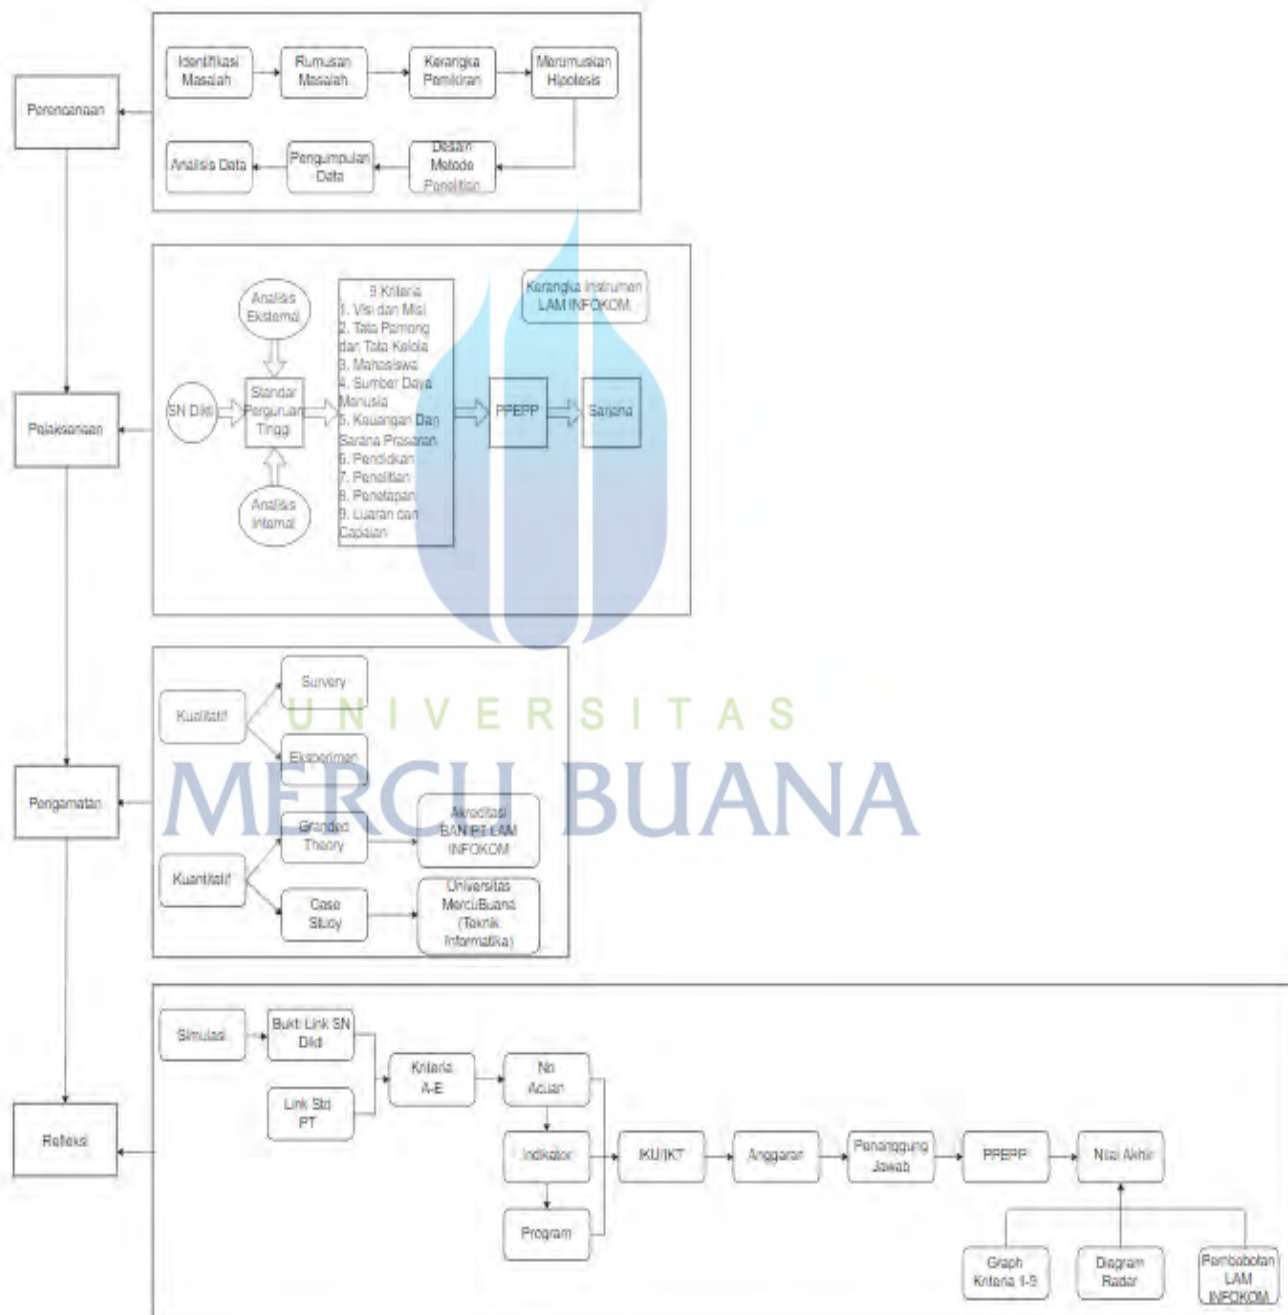 Identifikasi
Masalah
Rumusan
Masalah
Kerangka
Pemikiran
Merumuskan
Hipotesis
Perencanaan
Analisis Data
Pengumpulan
Data
Desain
Metode
Penelitian
Kerangka Instrumen
LAM INFOKOM
Analisis
Eksternal
9 Kriteria
1. Visi dan Misi
2. Tata Pamong
dan Tata Kelola
3. Mahasiswa
4. Sumber Daya
Manusia
5. Keuangan Dan
Sarana Prasaran
6. Pendidkan
7. Penelitian
8. Penetapan
9. Luaran dan
Capaian
Pelaksanaan
SN Dikti
Standar
Perguruan
Tinggi
PPEPP
Sarjana
Analisis
Internal
Survery
Kualitatif
UNIVERSITAS
Eksperimen
MERCU BUANA
Pengamatan
Granded
Theory
Akreditasi
BAN PT LAM
INFOKOM
Kuantitatif
Case
Study
Universitas
MercuBuana
(Teknik
Informatika)
Simulasi
Bukti Link SN
Dikti
Kriteria
A-E
No
Acuan
Link Std
PT
Refleksi
Indikator
IKU/IKT
Anggaran
Penanggung
Jawab
PPEPP
Nilai Akhir
Program
Graph
Kriteria 1-9
Diagram
Radar
Pembobotan
LAM
INFOKOM